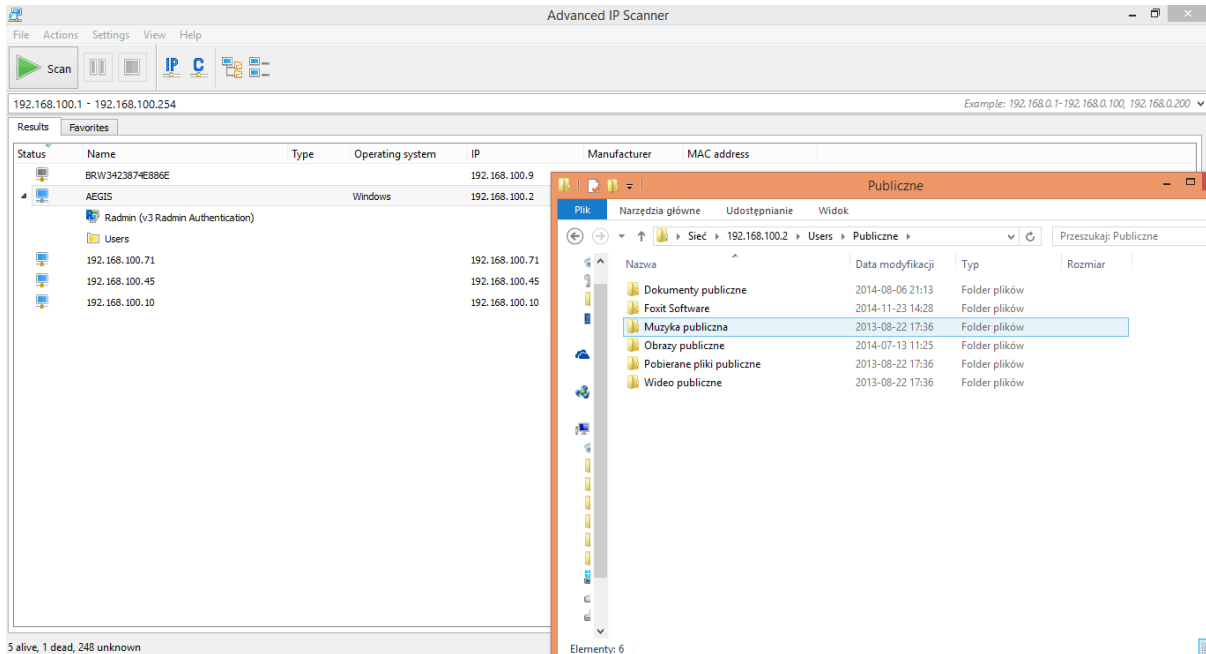 Advanced IP Scanner
File Actions Settings View Help
Scan IP C
192.168.100.1 - 192.168.100.254 Example: 192.168.0.1-192.168.0.100, 192.168.0.200
Results Favorites
Status Name Type Operating system IP Manufacturer MAC address
BRW3423874E886E 192.168.100.9
AEGIS Windows 192.168.100.2
Radmin (v3 Radmin Authentication)
Users
192.168.100.71 192.168.100.71
192.168.100.45 192.168.100.45
192.168.100.10 192.168.100.10
5 alive, 1 dead, 248 unknown
Publiczne
Plik Narzędzia główne Udostępnianie Widok
Sieć 192.168.100.2 Users Publiczne Przeszukaj: Publiczne
Nazwa Data modyfikacji Typ Rozmiar
Dokumenty publiczne 2014-08-06 21:13 Folder plików
Foxit Software 2014-11-23 14:28 Folder plików
Muzyka publiczna 2013-08-22 17:36 Folder plików
Obrazy publiczne 2014-07-13 11:25 Folder plików
Pobierane pliki publiczne 2013-08-22 17:36 Folder plików
Wideo publiczne 2013-08-22 17:36 Folder plików
Elementy: 6